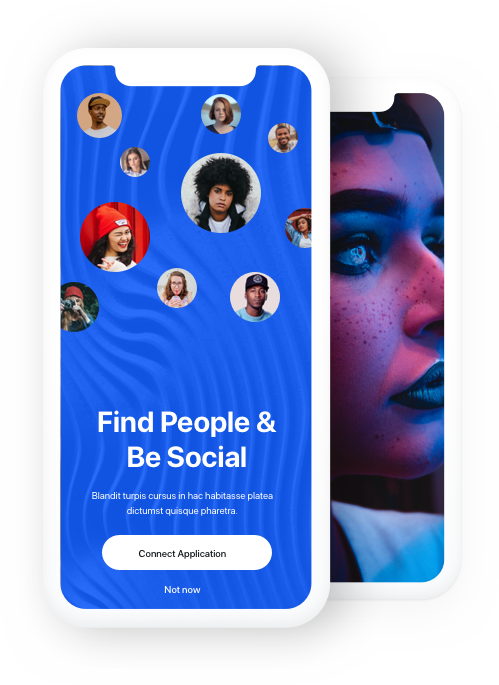 Find People &
Be Social
Blandit turpis cursus in hac habitasse platea
dictumst quisque pharetra.
Connect Application
Not now